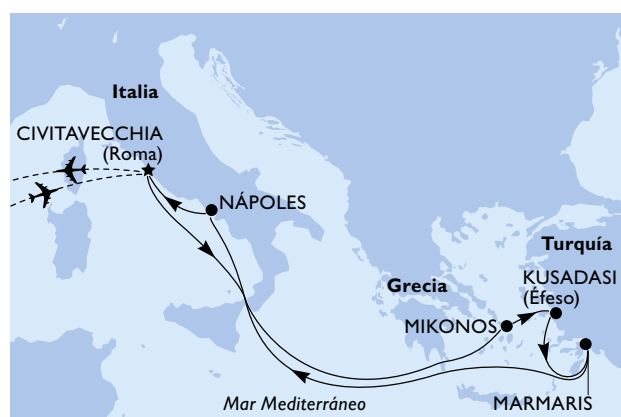 Italia
CIVITAVECCHIA
(Roma)
NÁPOLES
Turquía
KUSADASI
(Éfeso)
Grecia
MIKONOS
MARMARIS
Mar Mediterráneo